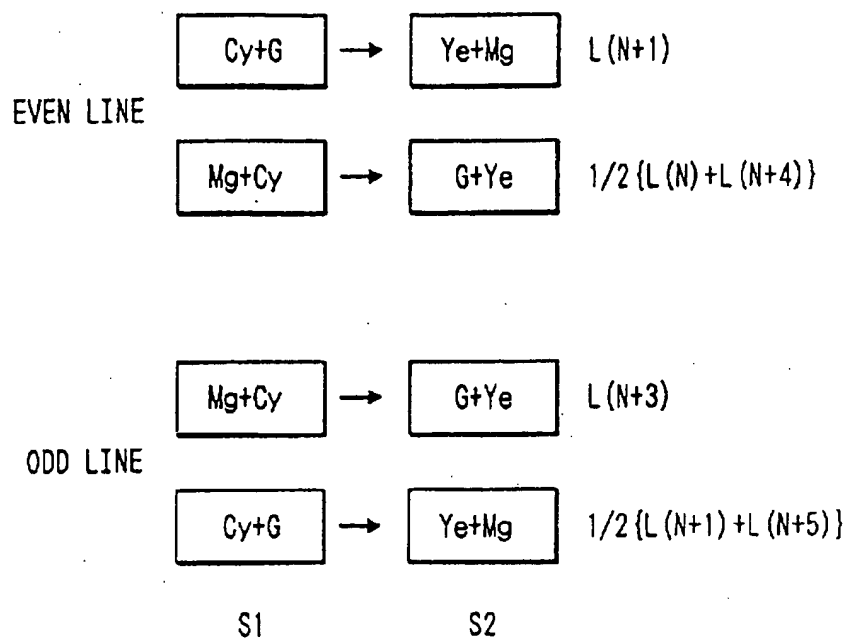 Cy+G → Ye+Mg L(N+1)
EVEN LINE
Mg+Cy → G+Ye 1/2{L(N)+L(N+4)}
Mg+Cy → G+Ye L(N+3)
ODD LINE
Cy+G → Ye+Mg 1/2{L(N+1)+L(N+5)}
S1 S2